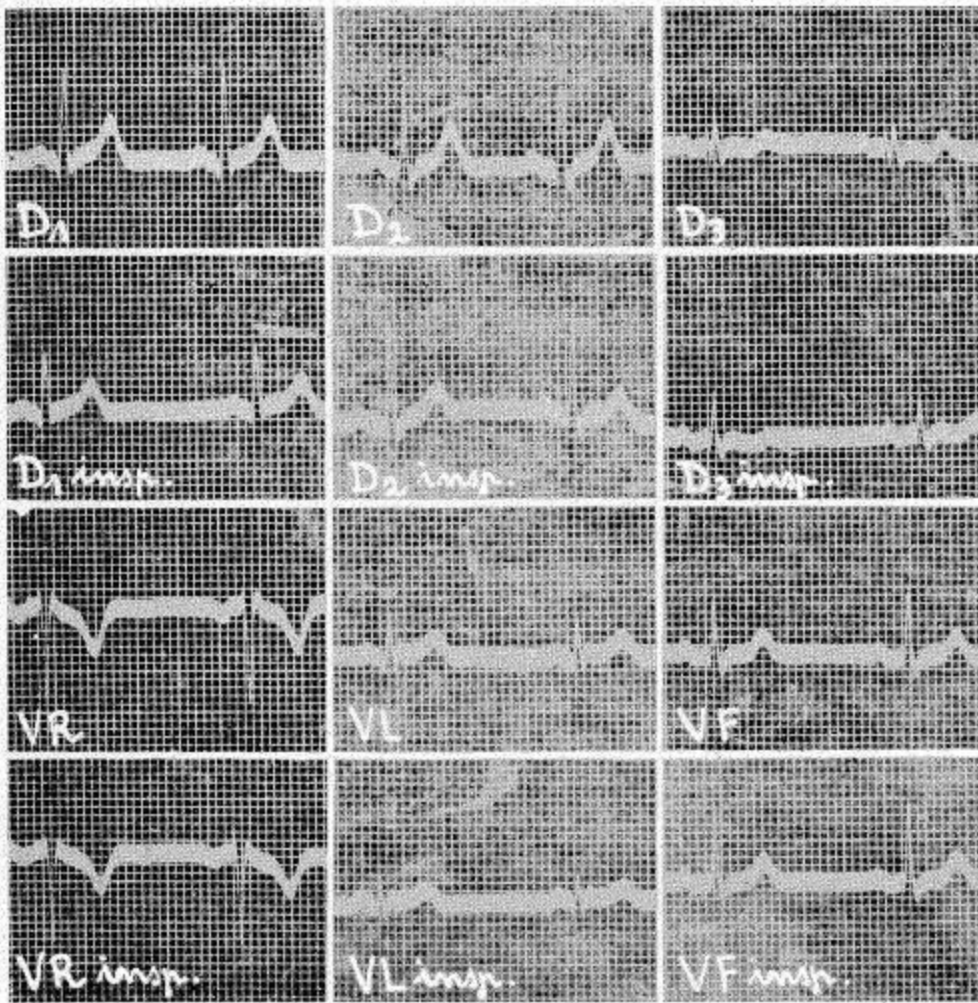 D1
D2
D3
D1 insp.
D2 insp.
D3 insp.
VR
VL
VF
VR insp.
VL insp.
VF insp.